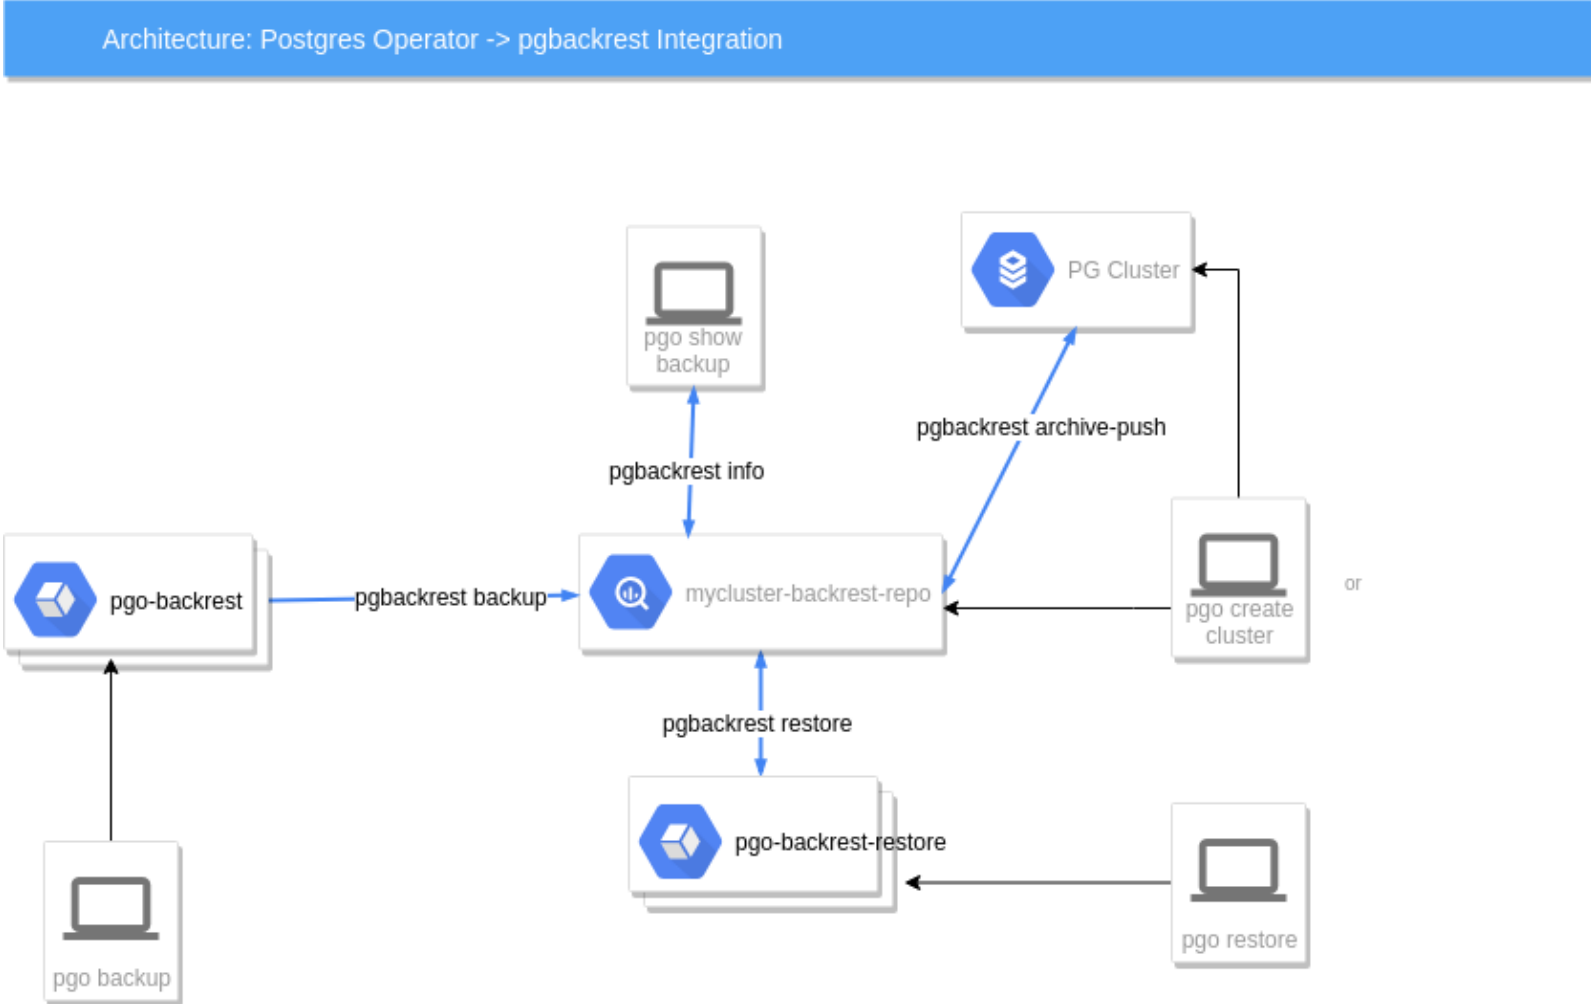 Architecture: Postgres Operator -> pgbackrest Integration
PG Cluster
pgo show
backup
pgbackrest archive-push
pgbackrest info
pgo-backrest
pgbackrest backup
mycluster-backrest-repo
pgo create
cluster
or
pgbackrest restore
pgo-backrest-restore
pgo restore
pgo backup